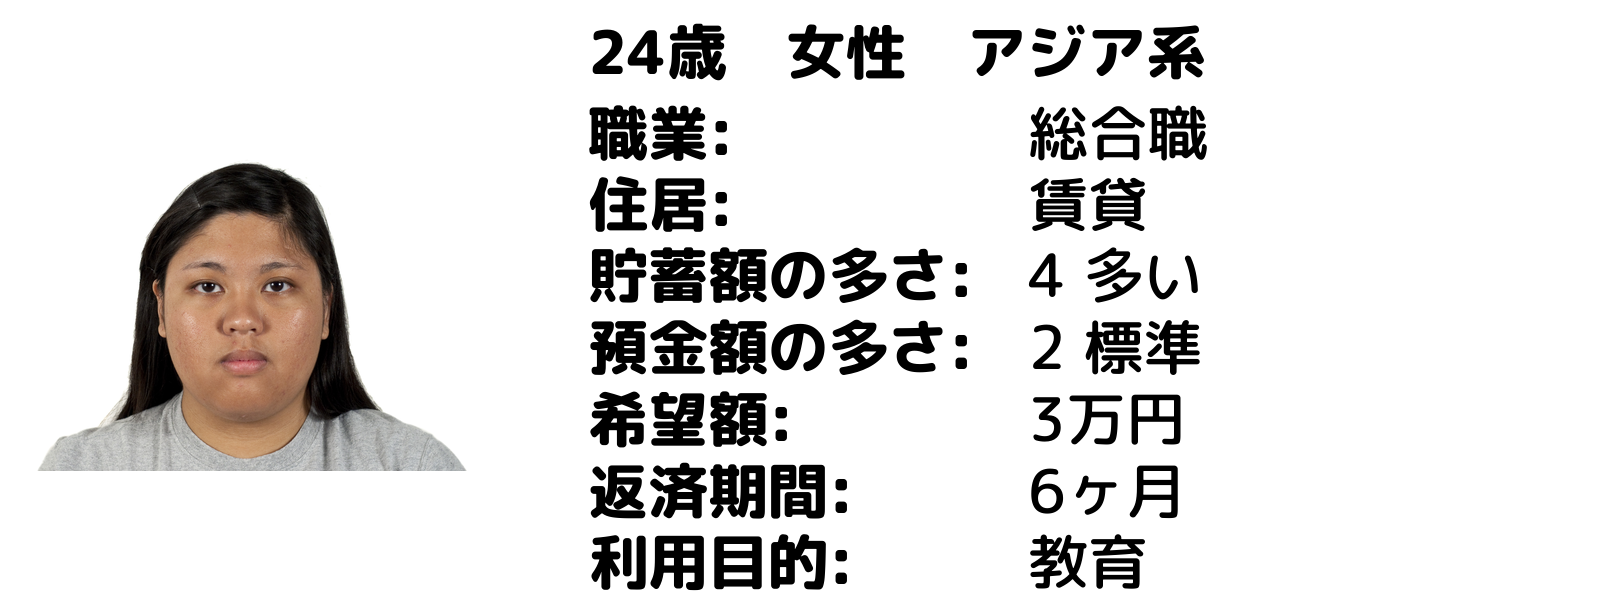 24歳　女性　アジア系
職業:　総合職
住居:　賃貸
貯蓄額の多さ:　4 多い
預金額の多さ:　2 標準
希望額:　3万円
返済期間:　6ヶ月
利用目的:　教育